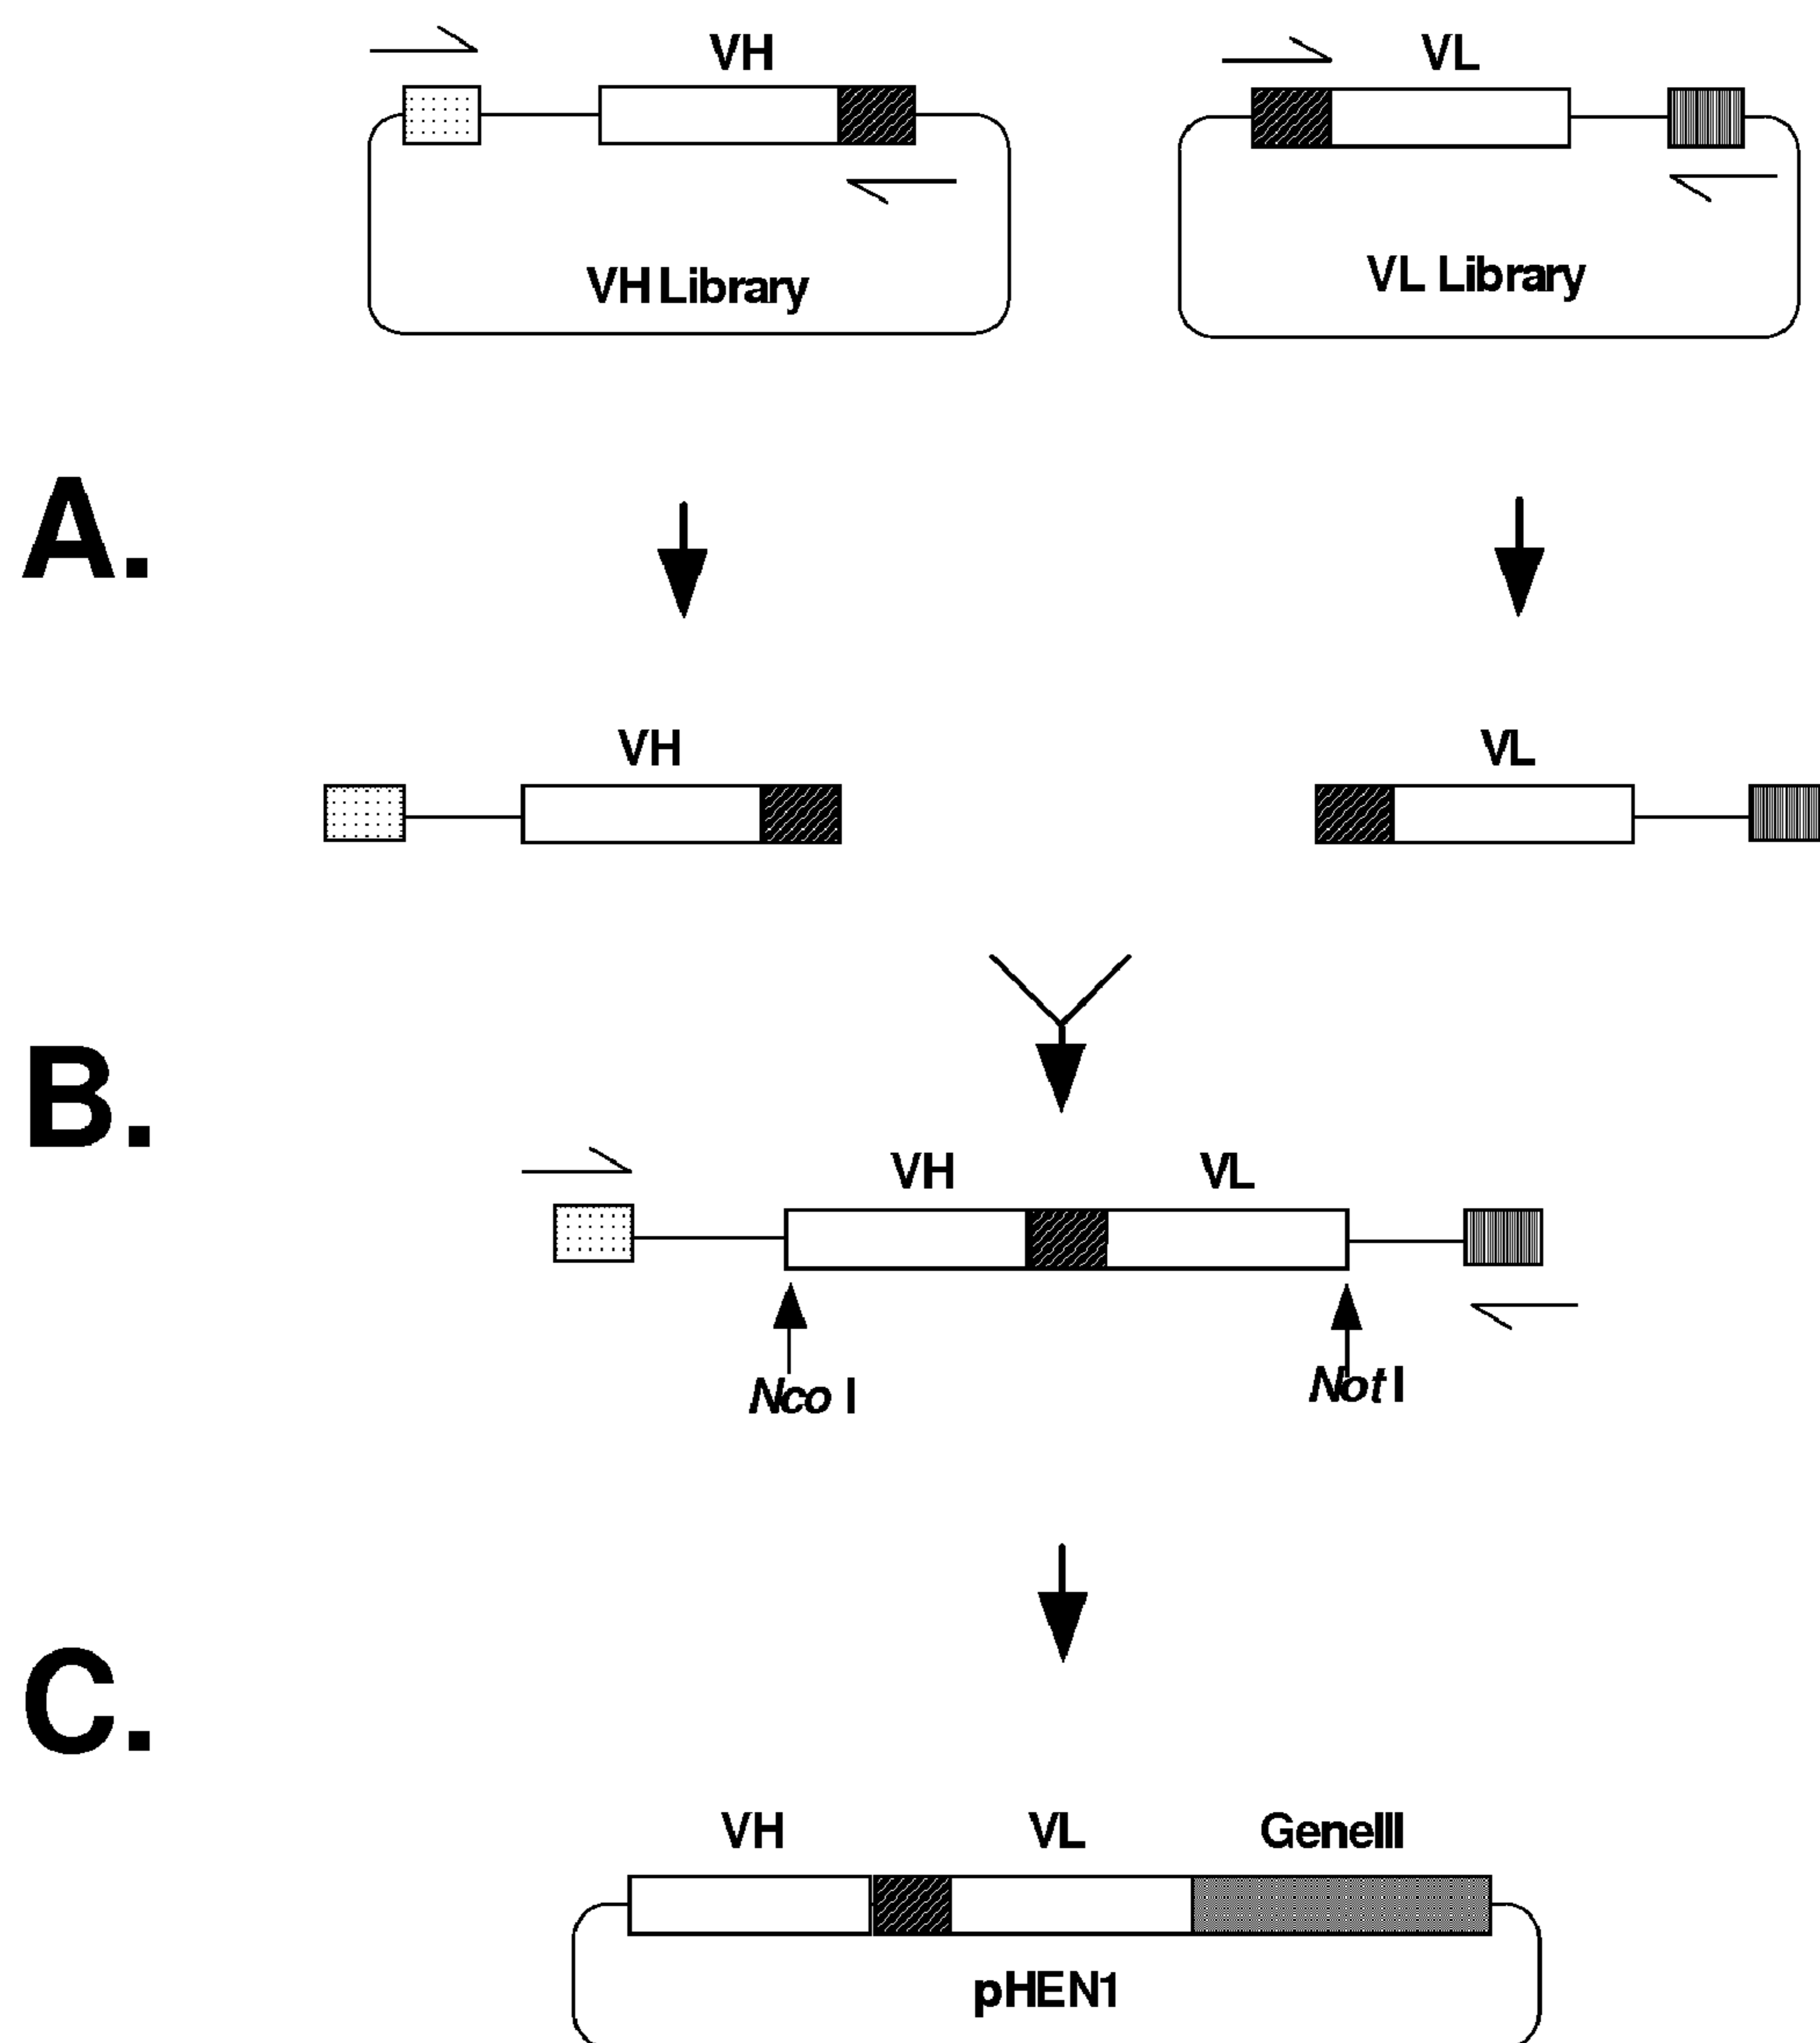 VH
VL
VH Library
VL Library
A.
VH
VL
B.
VH
VL
Nco I
Not I
C.
VH
VL
GeneIII
pHEN1